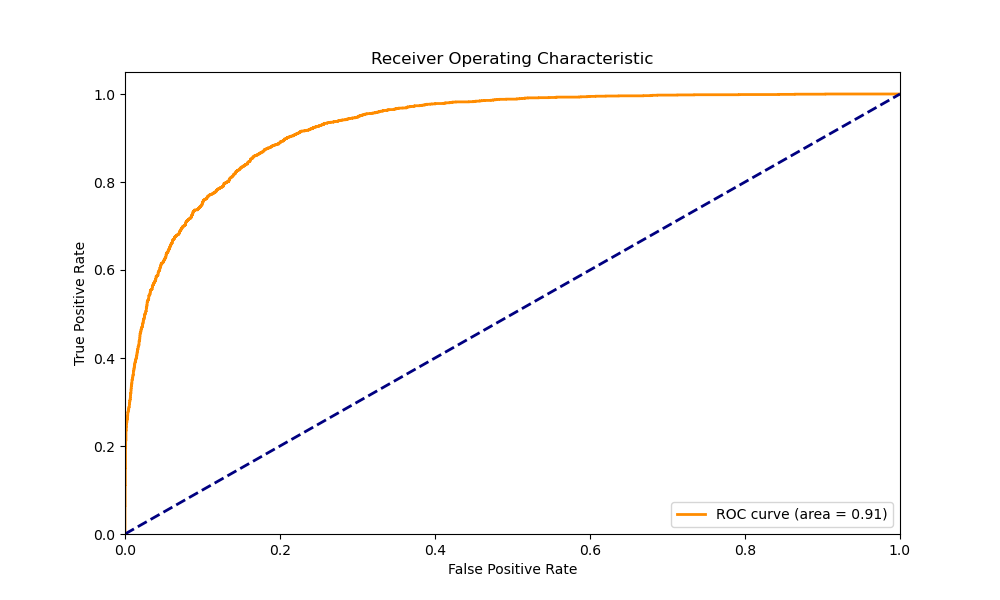 Receiver Operating Characteristic
True Positive Rate
1.0
0.8
0.6
0.4
0.2
0.0
ROC curve (area = 0.91)
0.0 0.2 0.4 0.6 0.8 1.0
False Positive Rate